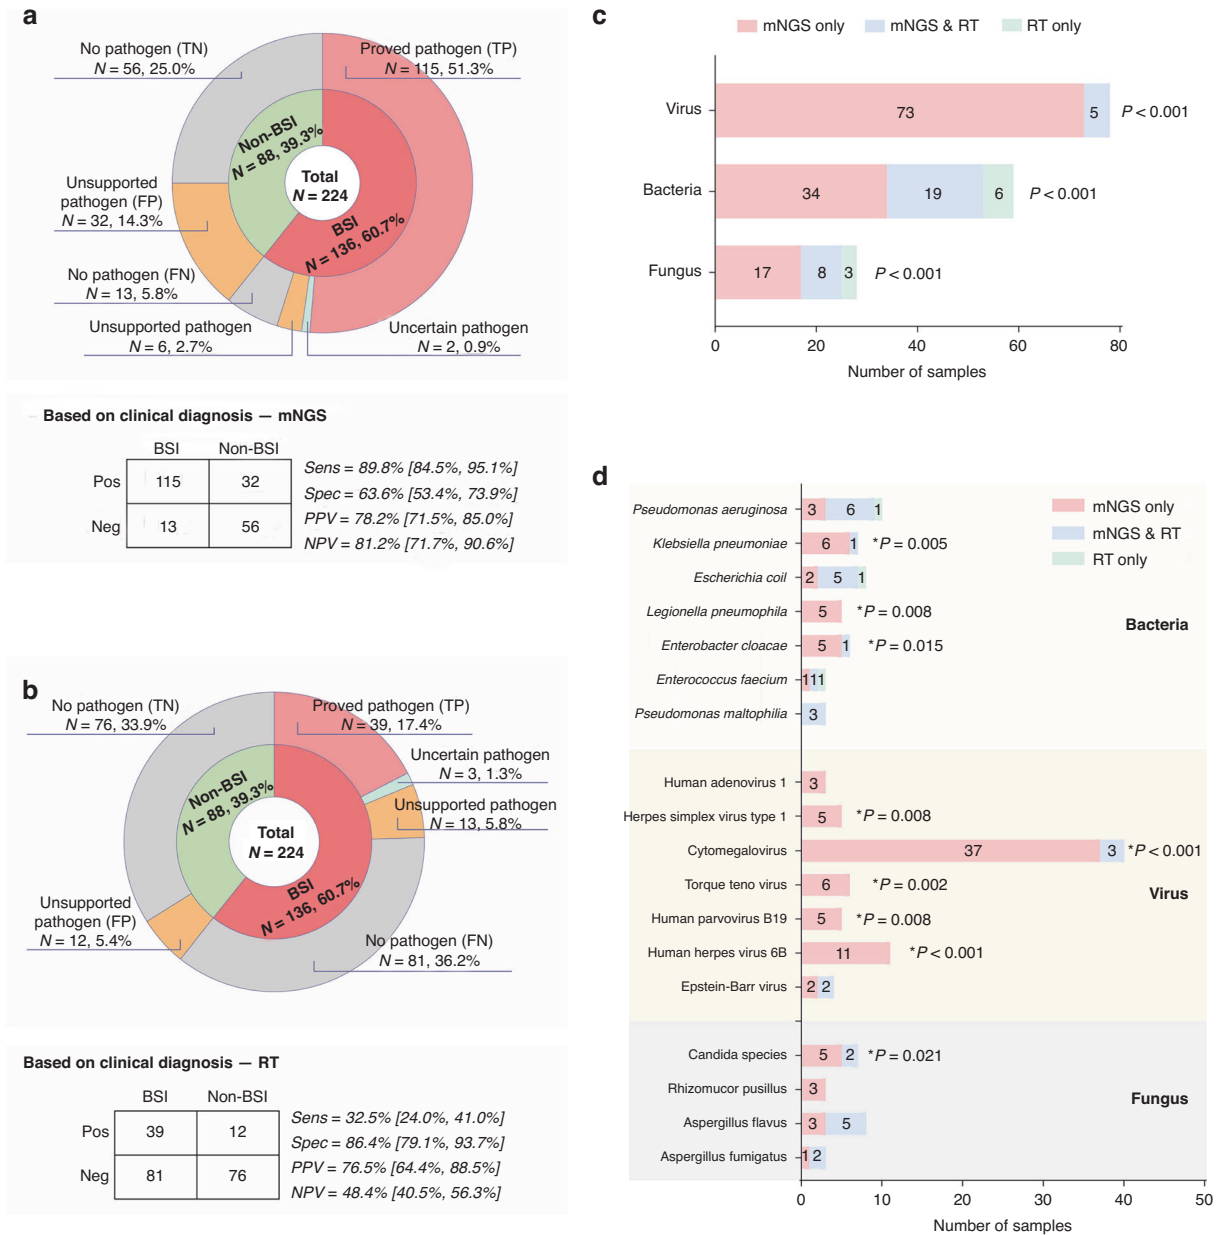 a
No pathogen (TN)
N = 56, 25.0%
Proved pathogen (TP)
N = 115, 51.3%
Non-BSI
N = 88, 39.3%
Total
N = 224
BSI
N = 136, 60.7%
Unsupported
pathogen (FP)
N = 32, 14.3%
No pathogen (FN)
N = 13, 5.8%
Unsupported pathogen
N = 6, 2.7%
Uncertain pathogen
N = 2, 0.9%
Based on clinical diagnosis — mNGS
BSI Non-BSI
Pos 115 32
Neg 13 56
Sens = 89.8% [84.5%, 95.1%]
Spec = 63.6% [53.4%, 73.9%]
PPV = 78.2% [71.5%, 85.0%]
NPV = 81.2% [71.7%, 90.6%]
b
No pathogen (TN)
N = 76, 33.9%
Proved pathogen (TP)
N = 39, 17.4%
Uncertain pathogen
N = 3, 1.3%
Unsupported pathogen
N = 13, 5.8%
Non-BSI
N = 88, 39.3%
Total
N = 224
BSI
N = 136, 60.7%
Unsupported
pathogen (FP)
N = 12, 5.4%
No pathogen (FN)
N = 81, 36.2%
Based on clinical diagnosis — RT
BSI Non-BSI
Pos 39 12
Neg 81 76
Sens = 32.5% [24.0%, 41.0%]
Spec = 86.4% [79.1%, 93.7%]
PPV = 76.5% [64.4%, 88.5%]
NPV = 48.4% [40.5%, 56.3%]
c
mNGS only mNGS & RT RT only
Virus 73 5 P < 0.001
Bacteria 34 19 6 P < 0.001
Fungus 17 8 3 P < 0.001
0 20 40 60 80
Number of samples
d
mNGS only
mNGS & RT
RT only
Pseudomonas aeruginosa 3 6 1
Klebsiella pneumoniae 6 1 *P = 0.005
Escherichia coil 2 5 1
Legionella pneumophila 5 *P = 0.008
Bacteria
Enterobacter cloacae 5 1 *P = 0.015
Enterococcus faecium 1 1 1
Pseudomonas maltophilia 3
Human adenovirus 1 3
Herpes simplex virus type 1 5 *P = 0.008
Cytomegalovirus 37 3 *P < 0.001
Torque teno virus 6 *P = 0.002
Virus
Human parvovirus B19 5 *P = 0.008
Human herpes virus 6B 11 *P < 0.001
Epstein-Barr virus 2 2
Candida species 5 2 *P = 0.021
Rhizomucor pusillus 3
Fungus
Aspergillus flavus 3 5
Aspergillus fumigatus 1 2
0 10 20 30 40 50
Number of samples